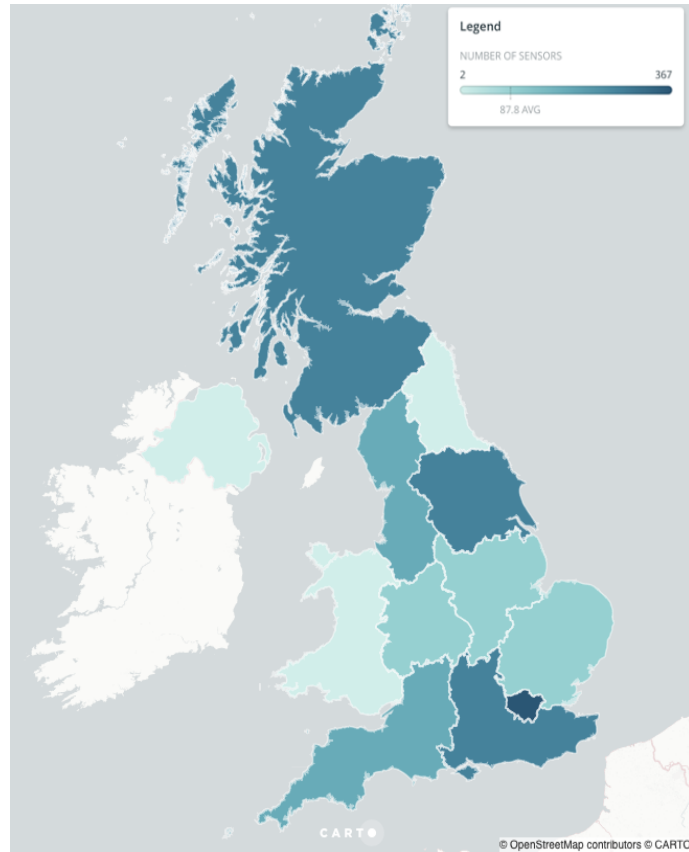 Legend
NUMBER OF SENSORS
2 367
87.8 AVG
CARTO
© OpenStreetMap contributors © CARTO